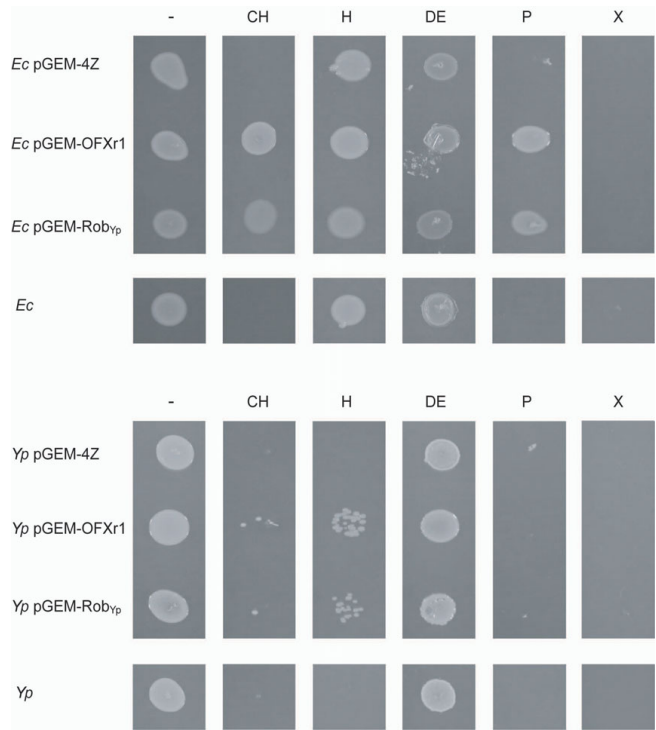 - CH H DE P X
Ec pGEM-4Z
Ec pGEM-OFXr1
Ec pGEM-RobYp
Ec
- CH H DE P X
Yp pGEM-4Z
Yp pGEM-OFXr1
Yp pGEM-RobYp
Yp